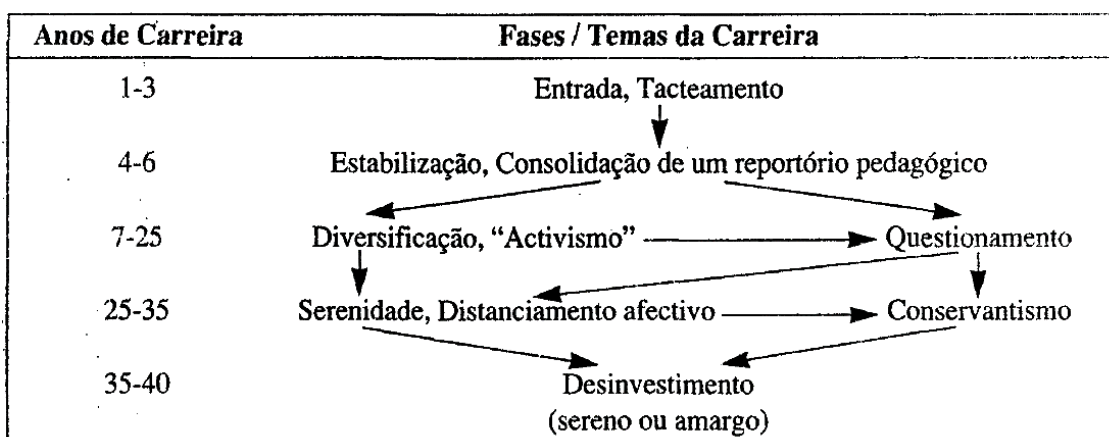 Anos de Carreira Fases / Temas da Carreira
1-3 Entrada, Tacteamento
4-6 Estabilização, Consolidação de um reportório pedagógico
7-25 Diversificação, "Activismo" Questionamento
25-35 Serenidade, Distanciamento afectivo Conservantismo
35-40 Desinvestimento
(sereno ou amargo)